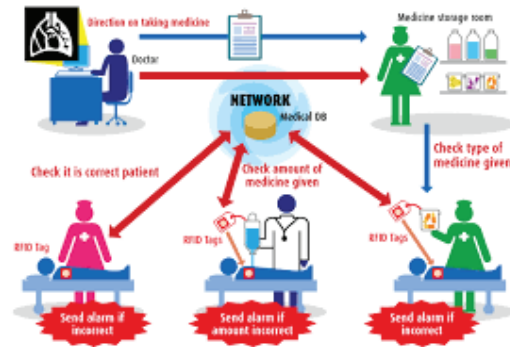 Direction on taking medicine
Medicine storage room
Doctor
NETWORK
Medical DB
Check it is correct patient
Check amount of
medicine given
Check type of
medicine given
RFID Tag
RFID Tags
RFID Tags
Send alarm if
incorrect
Send alarm if
amount incorrect
Send alarm if
incorrect